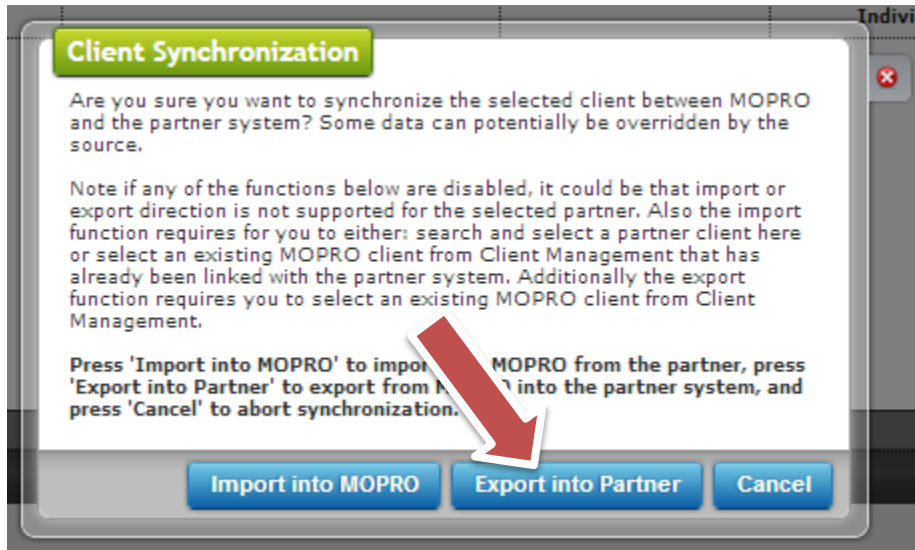 Indivi
Client Synchronization
Are you sure you want to synchronize the selected client between MOPRO
and the partner system? Some data can potentially be overridden by the
source.
Note if any of the functions below are disabled, it could be that import or
export direction is not supported for the selected partner. Also the import
function requires for you to either: search and select a partner client here
or select an existing MOPRO client from Client Management that has
already been linked with the partner system. Additionally the export
function requires you to select an existing MOPRO client from Client
Management.
Press 'Import into MOPRO' to impor MOPRO from the partner, press
'Export into Partner' to export from M into the partner system, and
press 'Cancel' to abort synchronization.
Import into MOPRO Export into Partner Cancel